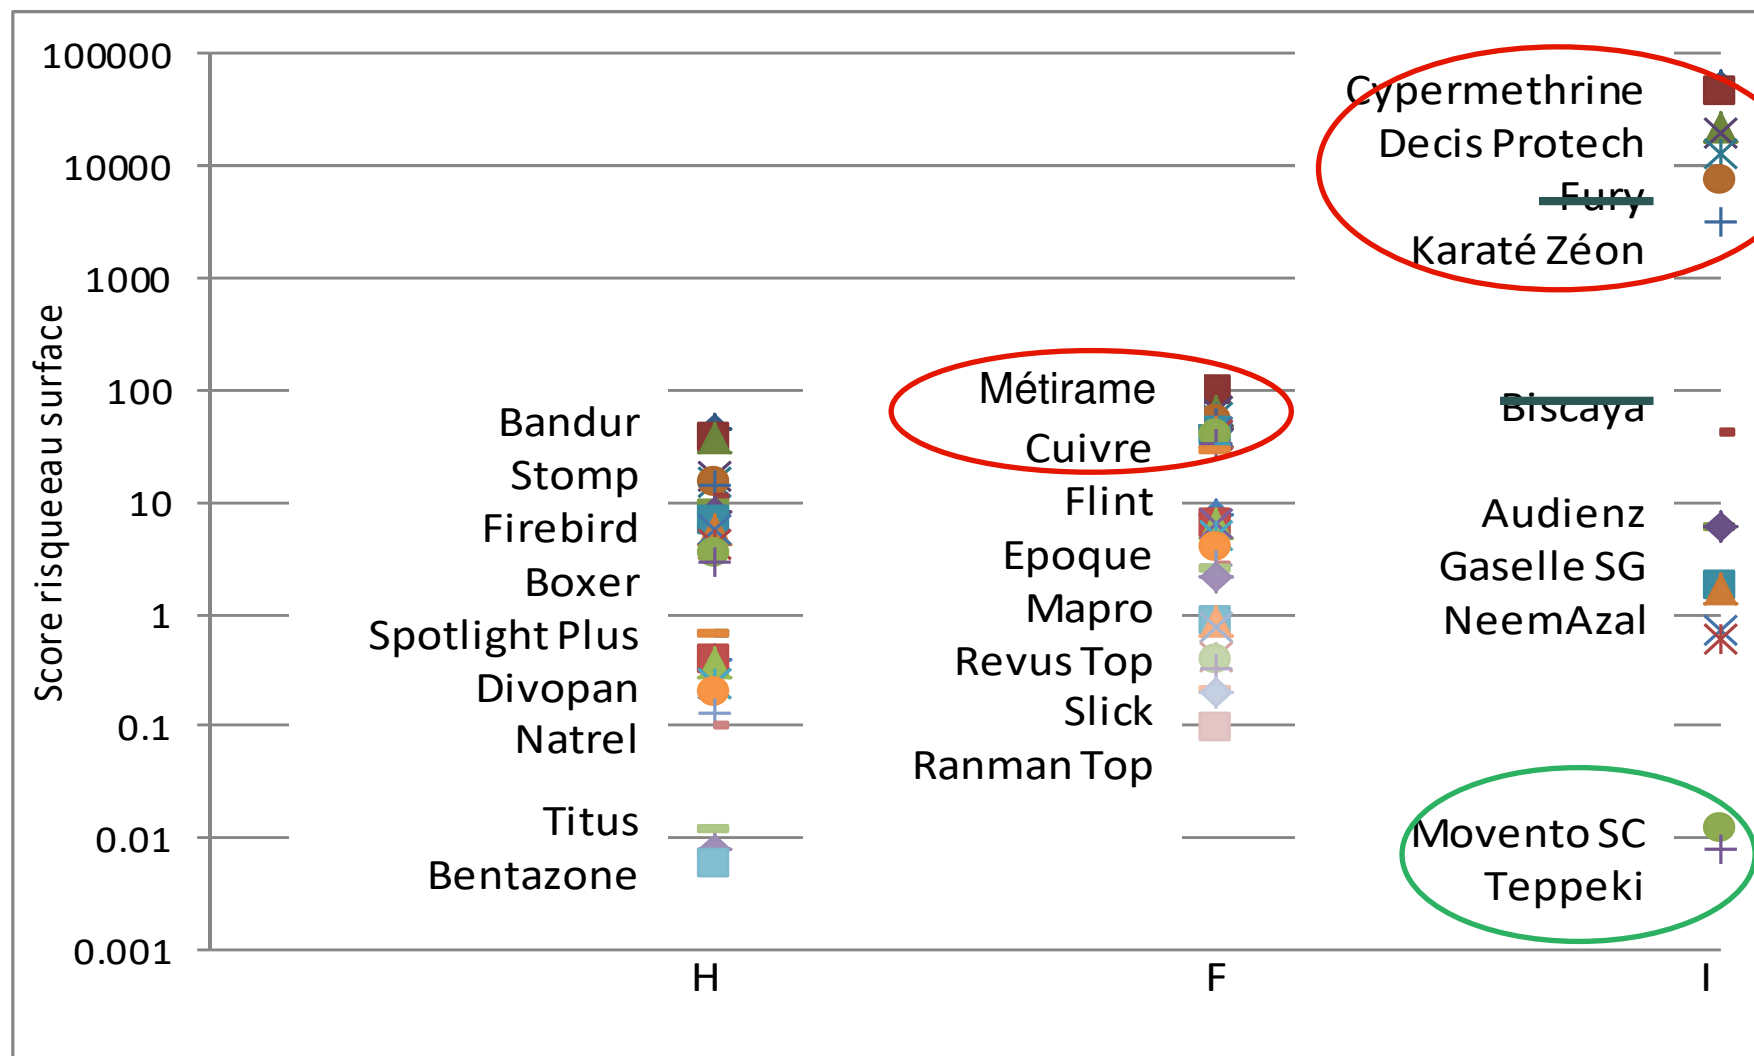 Score risque eau surface
100000
10000
1000
100
10
1
0.1
0.01
0.001
Bandur
Stomp
Firebird
Boxer
Spotlight Plus
Divopan
Natrel
Titus
Bentazone
Métirame
Cuivre
Flint
Epoque
Mapro
Revus Top
Slick
Ranman Top
Cypermethrine
Decis Protech
Fury
Karaté Zéon
Biscaya
Audienz
Gaselle SG
NeemAzal
Movento SC
Teppeki
H
F
I